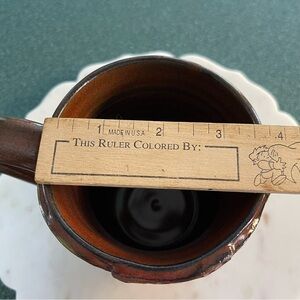 1 MADE IN U.S.A. 2 3 4
THIS RULER COLORED BY: